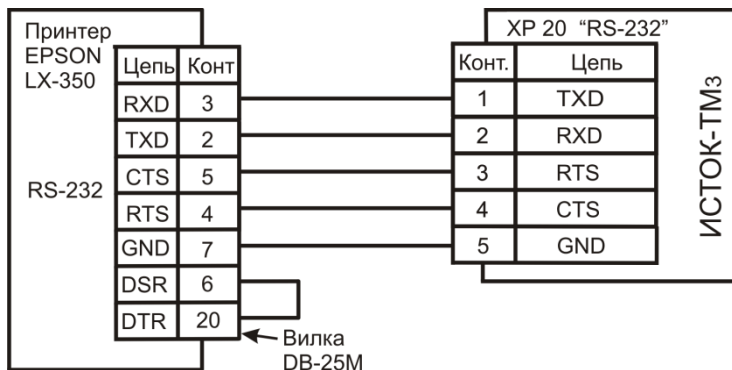 Принтер
EPSON
LX-350
RS-232
Цепь Конт
RXD 3
TXD 2
CTS 5
RTS 4
GND 7
DSR 6
DTR 20
Вилка
DB-25M
XP 20 “RS-232”
Конт. Цепь
1 TXD
2 RXD
3 RTS
4 CTS
5 GND
ИСТОК-ТМ3